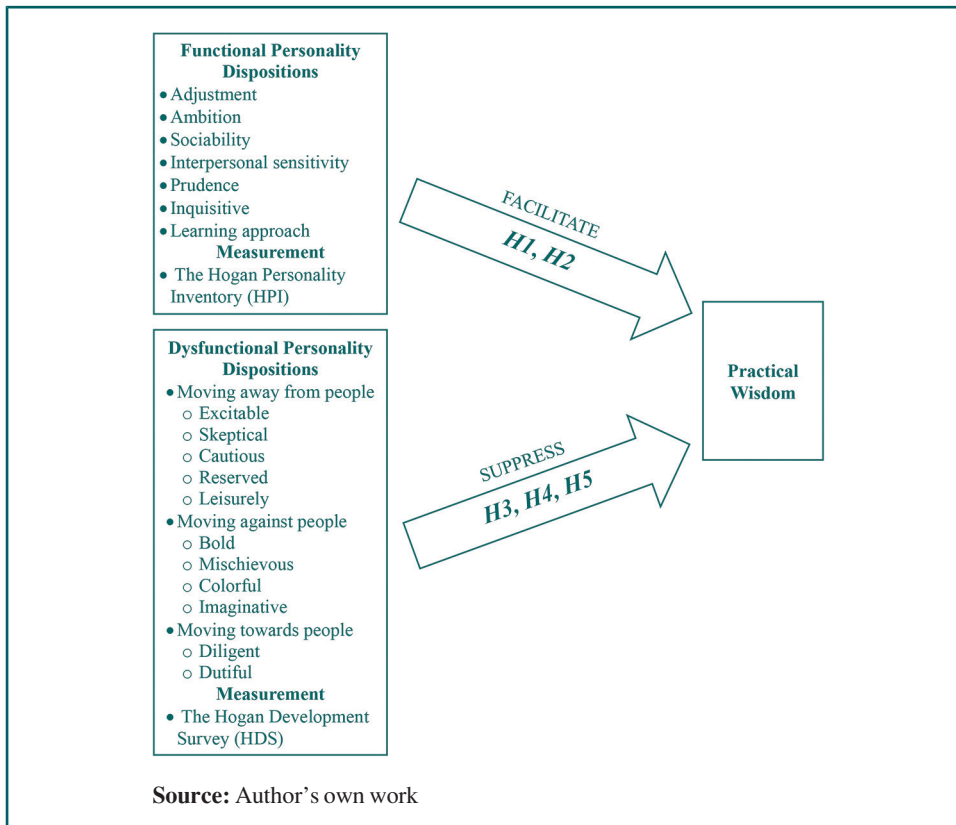 Functional Personality
Dispositions
• Adjustment
• Ambition
• Sociability
• Interpersonal sensitivity
• Prudence
• Inquisitive
• Learning approach
Measurement
• The Hogan Personality
Inventory (HPI)
FACILITATE
H1, H2
Dysfunctional Personality
Dispositions
• Moving away from people
o Excitable
o Skeptical
o Cautious
o Reserved
o Leisurely
• Moving against people
o Bold
o Mischievous
o Colorful
o Imaginative
• Moving towards people
o Diligent
o Dutiful
Measurement
• The Hogan Development
Survey (HDS)
SUPPRESS
H3, H4, H5
Practical
Wisdom
Source: Author's own work